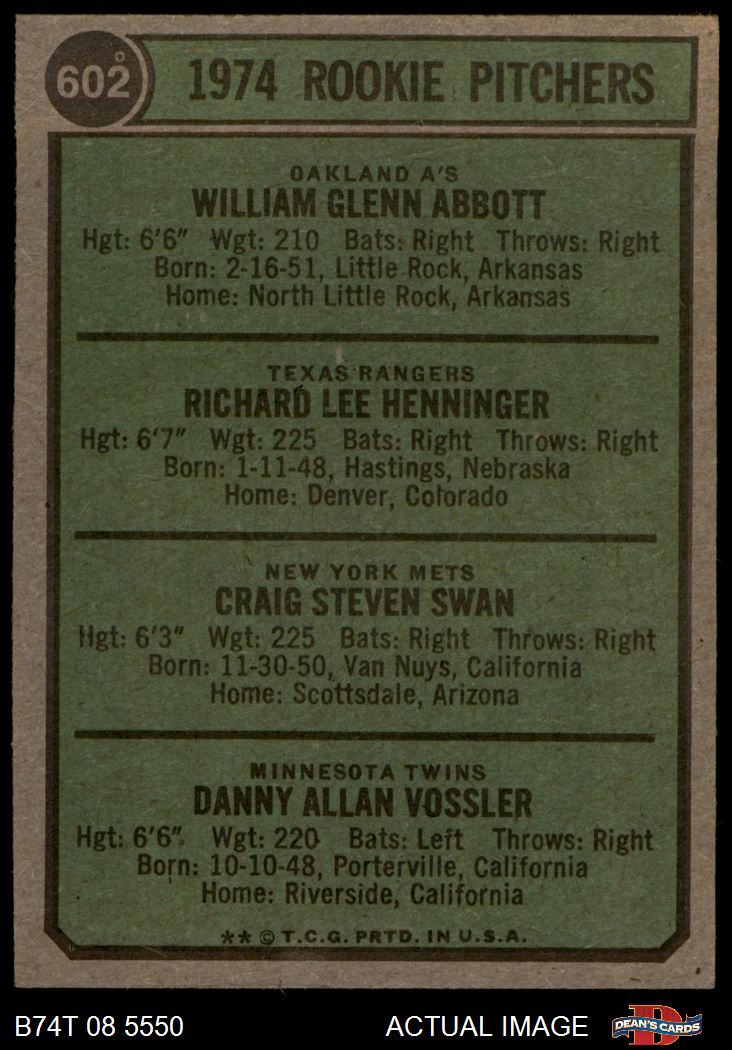 602
1974 ROOKIE PITCHERS
OAKLAND A'S
WILLIAM GLENN ABBOTT
Hgt: 6'6" Wgt: 210 Bats: Right Throws: Right
Born: 2-16-51, Little Rock, Arkansas
Home: North Little Rock, Arkansas
TEXAS RANGERS
RICHARD LEE HENNINGER
Hgt: 6'7" Wgt: 225 Bats: Right Throws: Right
Born: 1-11-48, Hastings, Nebraska
Home: Denver, Colorado
NEW YORK METS
CRAIG STEVEN SWAN
Hgt: 6'3" Wgt: 225 Bats: Right Throws: Right
Born: 11-30-50, Van Nuys, California
Home: Scottsdale, Arizona
MINNESOTA TWINS
DANNY ALLAN VOSSLER
Hgt: 6'6" Wgt: 220 Bats: Left Throws: Right
Born: 10-10-48, Porterville, California
Home: Riverside, California
** © T.C.G. PRTD. IN U.S.A.
B74T 08 5550 ACTUAL IMAGE
D
DEAN'S CARDS